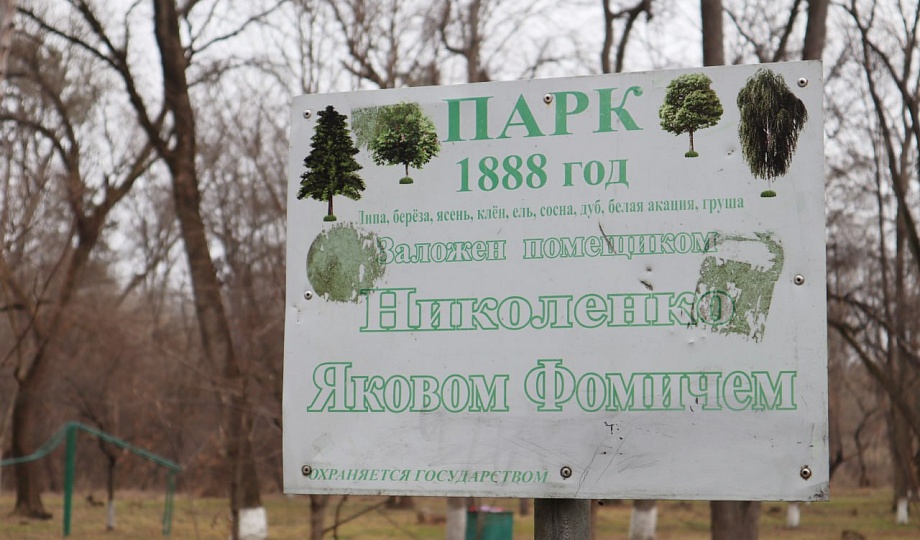 ПАРК
1888 год
Липа, берёза, ясень, клён, ель, сосна, дуб, белая акация, груша
Заложен помещиком
Николенко
Яковом Фомичем
ОХРАНЯЕТСЯ ГОСУДАРСТВОМ